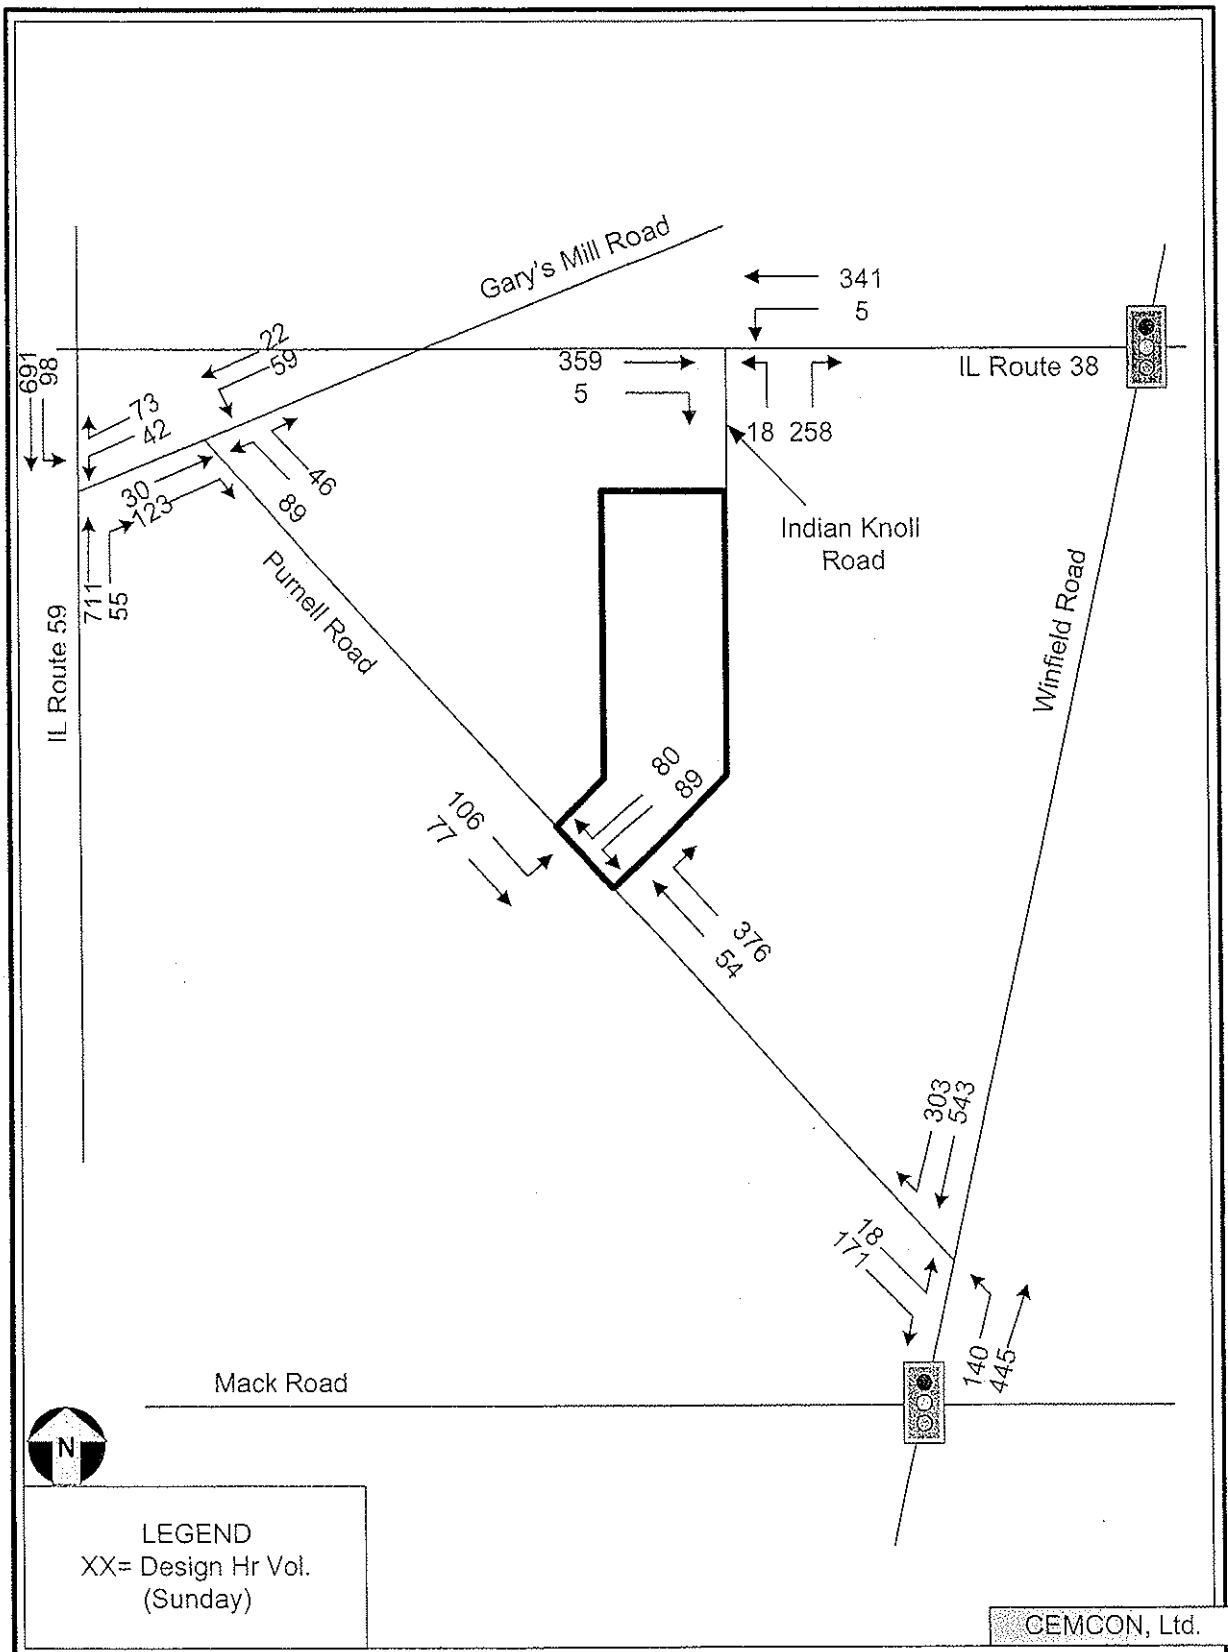 Gary's Mill Road
341
5
22
59
359
5
IL Route 38
691
98
73
42
18 258
30
123
46
89
Indian Knoll
Road
711
55
Purnell Road
IL Route 59
Winfield Road
80
89
106
77
376
54
303
543
18
171
140
445
Mack Road
N
LEGEND
XX= Design Hr Vol.
(Sunday)
CEMCON, Ltd.